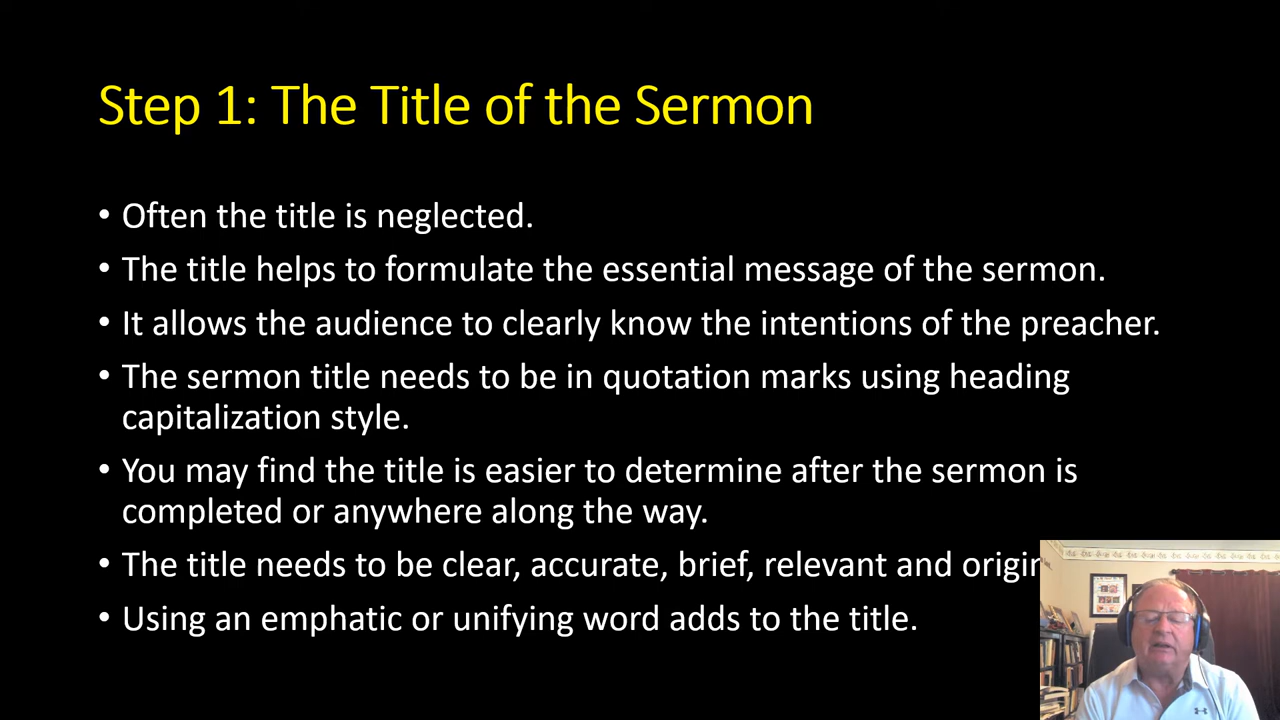 Step 1: The Title of the Sermon
• Often the title is neglected.
• The title helps to formulate the essential message of the sermon.
• It allows the audience to clearly know the intentions of the preacher.
• The sermon title needs to be in quotation marks using heading
capitalization style.
• You may find the title is easier to determine after the sermon is
completed or anywhere along the way.
• The title needs to be clear, accurate, brief, relevant and
• Using an emphatic or unifying word adds to the title.